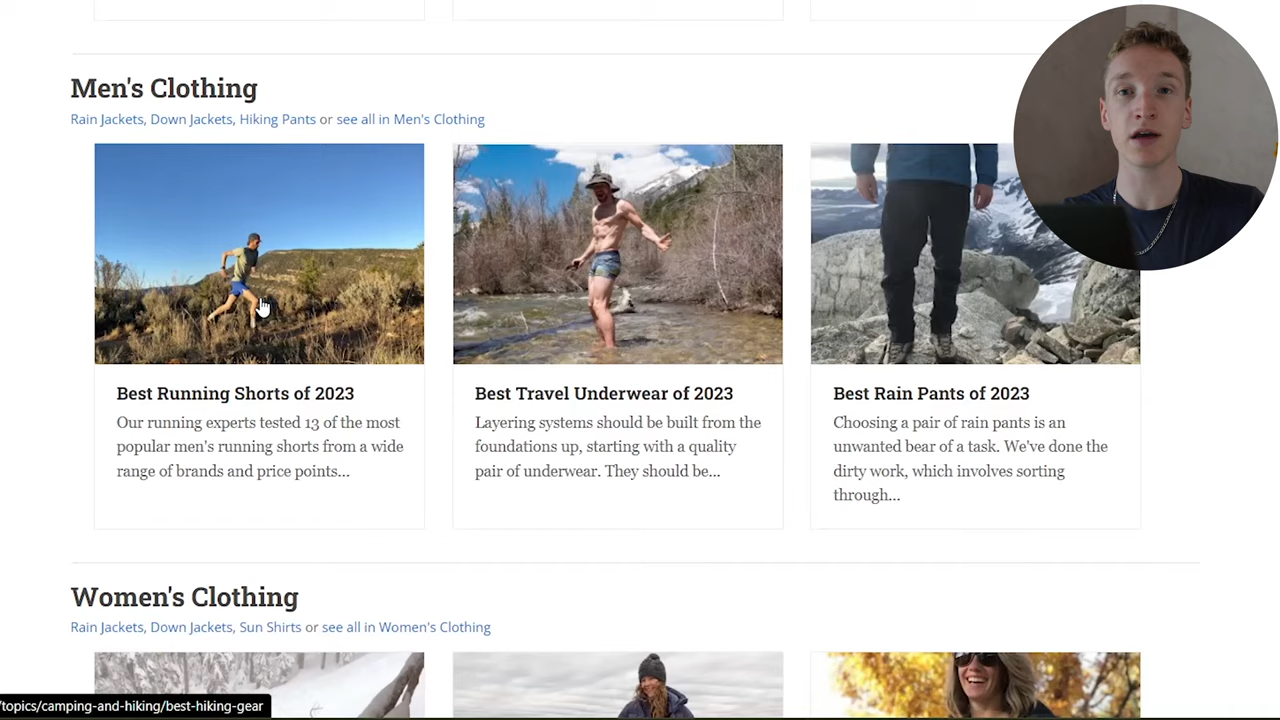 Men's Clothing
Rain Jackets, Down Jackets, Hiking Pants or see all in Men's Clothing
Best Running Shorts of 2023
Our running experts tested 13 of the most
popular men's running shorts from a wide
range of brands and price points...
Best Travel Underwear of 2023
Layering systems should be built from the
foundations up, starting with a quality
pair of underwear. They should be...
Best Rain Pants of 2023
Choosing a pair of rain pants is an
unwanted bear of a task. We've done the
dirty work, which involves sorting
through...
Women's Clothing
Rain Jackets, Down Jackets, Sun Shirts or see all in Women's Clothing
/topics/camping-and-hiking/best-hiking-gear